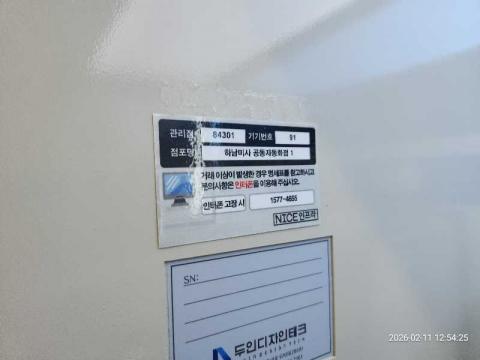 관리점 84301 기기번호 91
점포명 하남미사 공동자동화점 1
거래 이상이 발생한 경우 명세표를 참고하시고
문의사항은 인터폰을 이용해 주십시오.
인터폰 고장 시 1577-4655
NICE인프라
SN:
두인디자인테크
2026-02-11 12:54:25